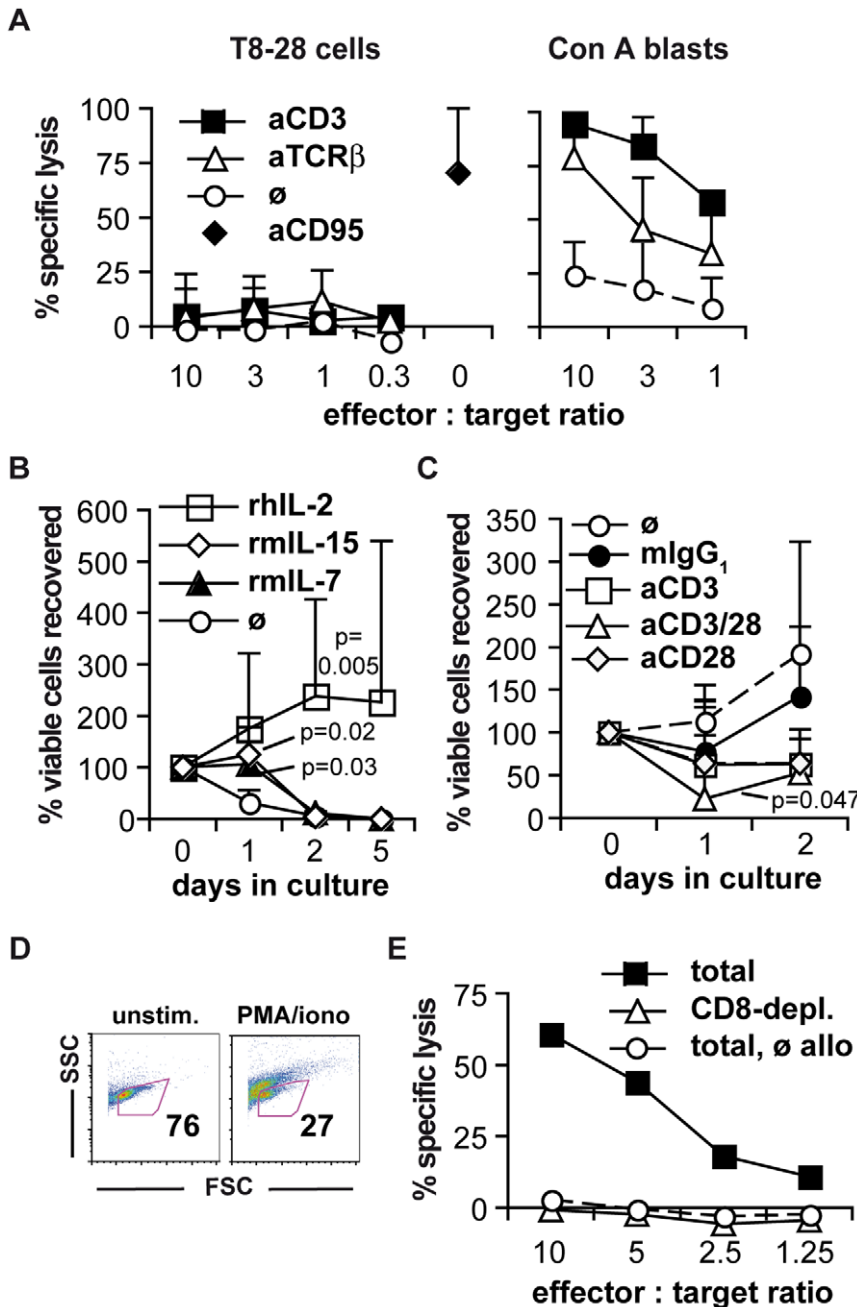 A
T8-28 cells
Con A blasts
% specific lysis
100
75
50
25
0
aCD3
aTCRβ
ø
aCD95
10 3 1 0.3 0
10 3 1
effector : target ratio
B
% viable cells recovered
600
500
400
300
200
100
0
rhIL-2
rmIL-15
rmIL-7
ø
p=
0.005
p=0.02
p=0.03
0 1 2 5
days in culture
C
% viable cells recovered
350
300
250
200
150
100
50
0
ø
mIgG1
aCD3
aCD3/28
aCD28
p=0.047
0 1 2
days in culture
D
unstim.
PMA/iono
SSC
76
27
FSC
E
% specific lysis
75
50
25
0
total
CD8-depl.
total, ø allo
10 5 2.5 1.25
effector : target ratio